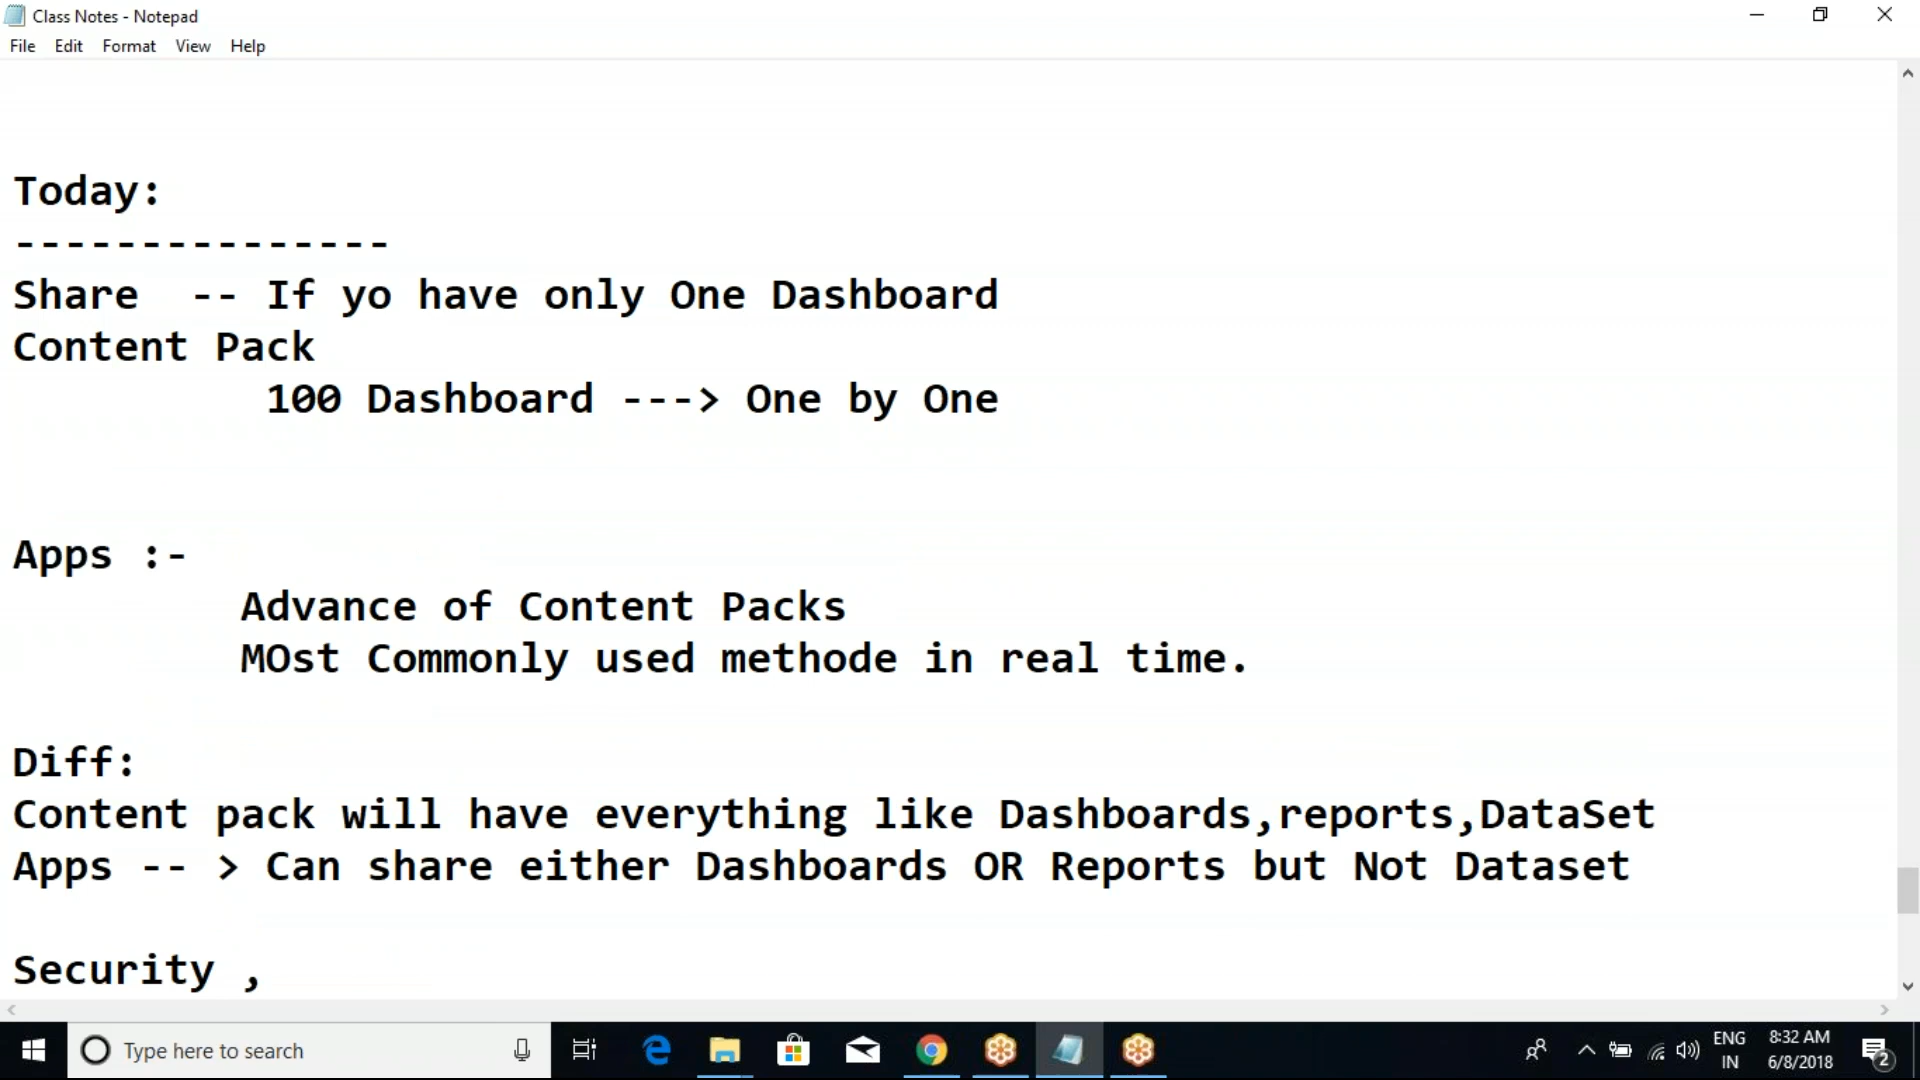 Class Notes - Notepad
File Edit Format View Help
Today:
---------------
Share  -- If yo have only One Dashboard
Content Pack
100 Dashboard ---> One by One
Apps :-
Advance of Content Packs
MOst Commonly used methode in real time.
Diff:
Content pack will have everything like Dashboards,reports,DataSet
Apps -- > Can share either Dashboards OR Reports but Not Dataset
Security ,
Type here to search
ENG
IN
8:32 AM
6/8/2018
2